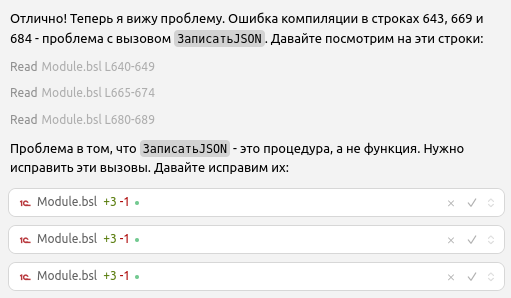 Отлично! Теперь я вижу проблему. Ошибка компиляции в строках 643, 669 и
684 - проблема с вызовом ЗаписатьJSON. Давайте посмотрим на эти строки:
Read Module.bsl L640-649
Read Module.bsl L665-674
Read Module.bsl L680-689
Проблема в том, что ЗаписатьJSON - это процедура, а не функция. Нужно
исправить эти вызовы. Давайте исправим их:
1C Module.bsl +3 -1
1C Module.bsl +3 -1
1C Module.bsl +3 -1